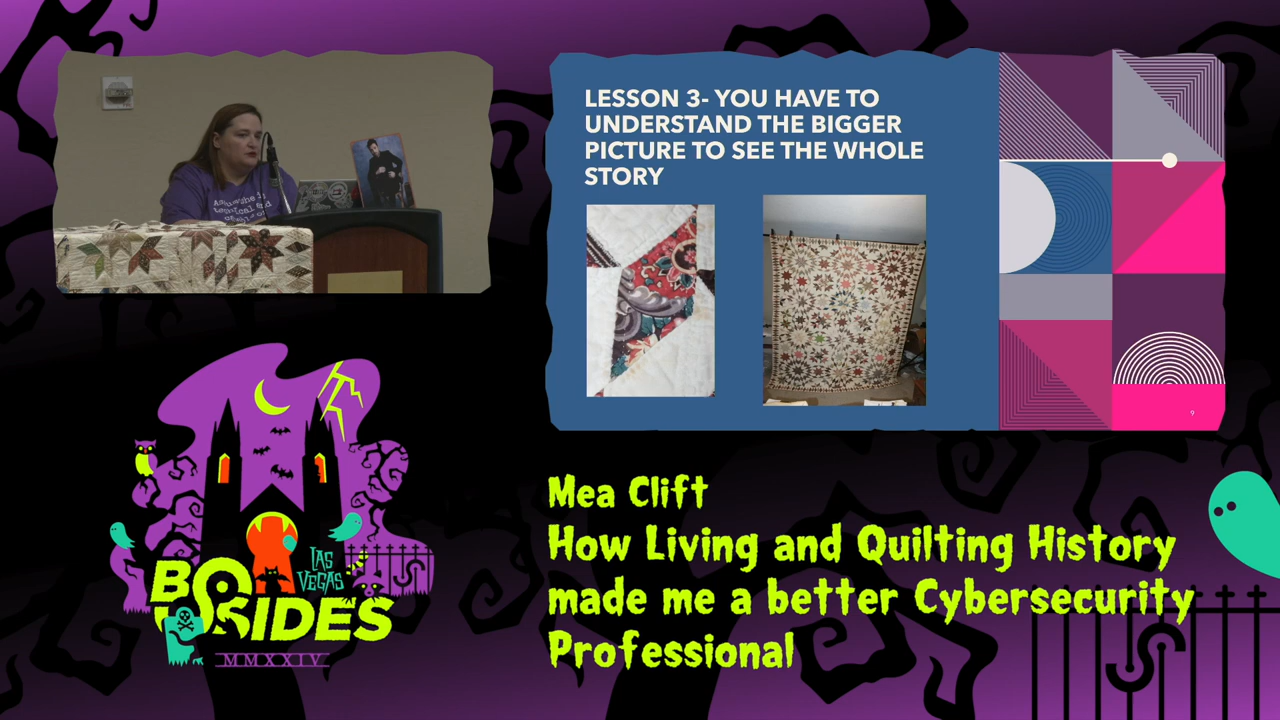 LESSON 3- YOU HAVE TO
UNDERSTAND THE BIGGER
PICTURE TO SEE THE WHOLE
STORY
9
Mea Clift
How Living and Quilting History
made me a better Cybersecurity
Professional
LAS
VEGAS
BSIDES
MMXXIV